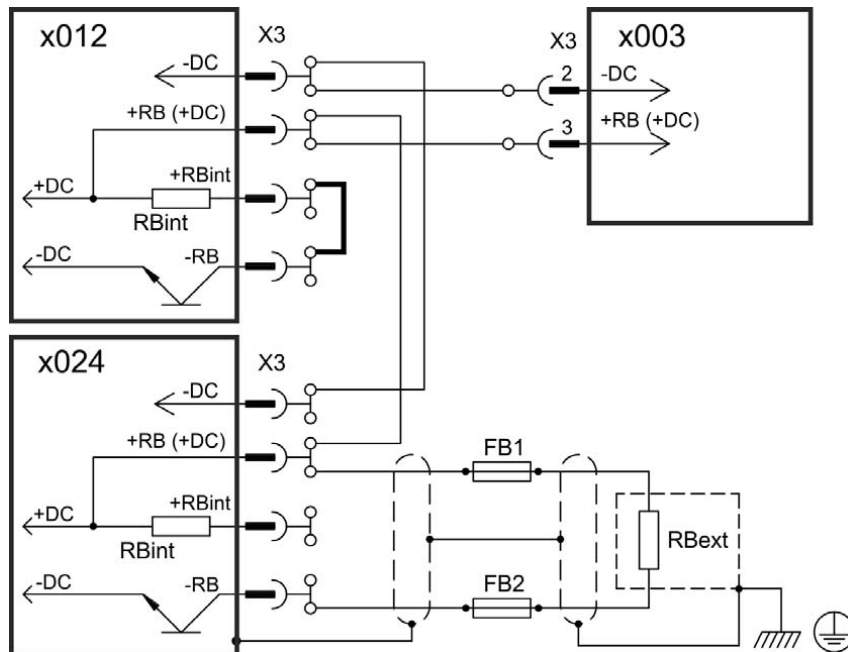 x012
X3
-DC
+RB (+DC)
+DC
+RBint
RBint
-DC
-RB
X3
x003
2
-DC
3
+RB (+DC)
x024
X3
-DC
+RB (+DC)
+DC
+RBint
RBint
-DC
-RB
FB1
FB2
RBext